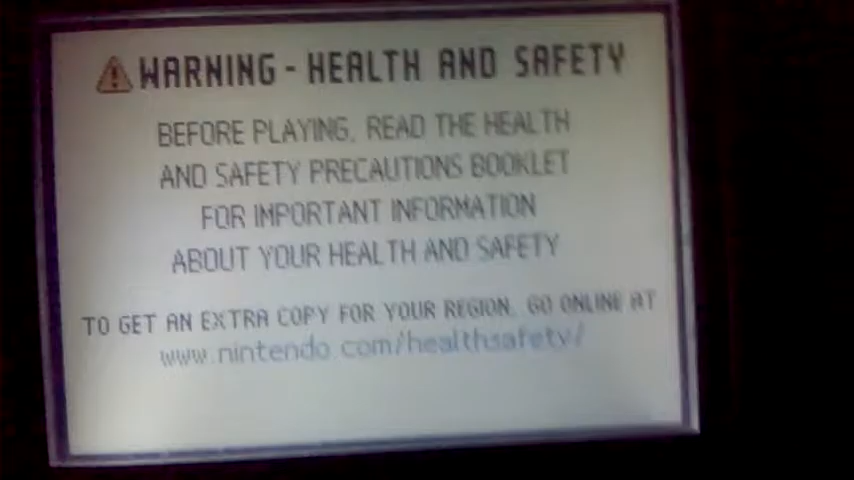 WARNING - HEALTH AND SAFETY
BEFORE PLAYING, READ THE HEALTH
AND SAFETY PRECAUTIONS BOOKLET
FOR IMPORTANT INFORMATION
ABOUT YOUR HEALTH AND SAFETY
TO GET AN EXTRA COPY FOR YOUR REGION, GO ONLINE AT
www.nintendo.com/healthsafety/